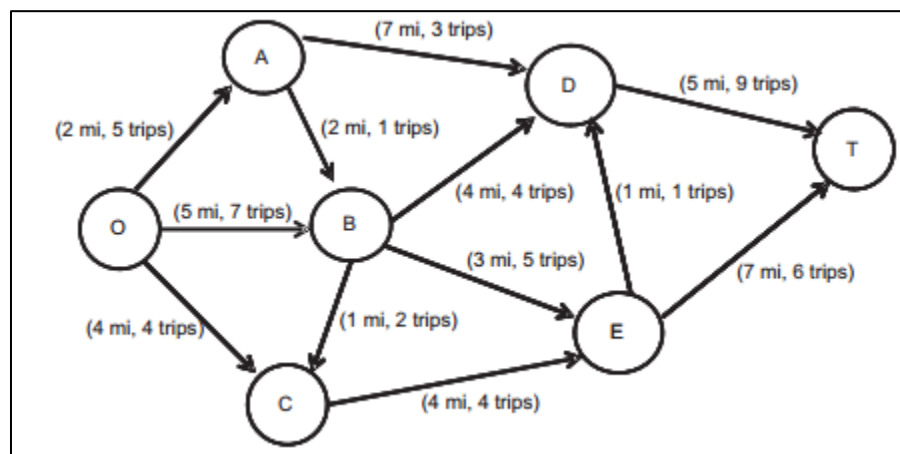 (7 mi, 3 trips)
A
D
(5 mi, 9 trips)
(2 mi, 5 trips)
(2 mi, 1 trips)
T
(4 mi, 4 trips)
(1 mi, 1 trips)
O
(5 mi, 7 trips)
B
(3 mi, 5 trips)
(7 mi, 6 trips)
(4 mi, 4 trips)
(1 mi, 2 trips)
E
C
(4 mi, 4 trips)